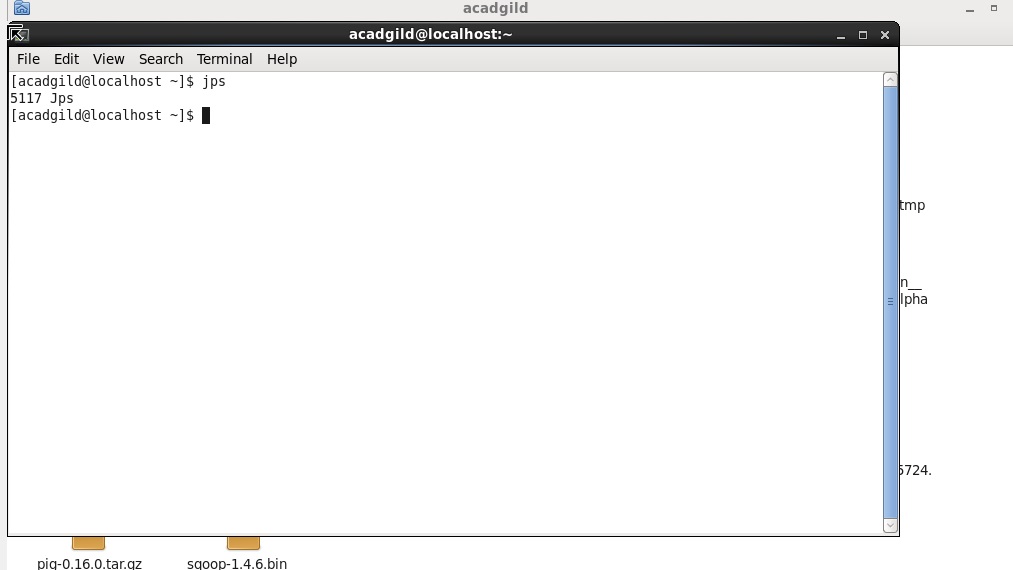 acadgild
acadgild@localhost:~
File Edit View Search Terminal Help
[acadgild@localhost ~]$ jps
5117 Jps
[acadgild@localhost ~]$
tmp
n__
lpha
5724.
pig-0.16.0.tar.gz sqoop-1.4.6.bin